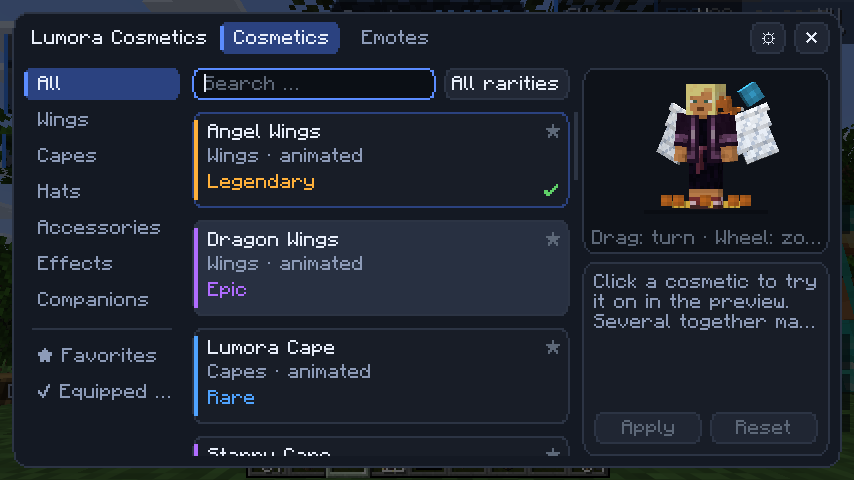 Lumora Cosmetics
Cosmetics
Emotes
All
Wings
Capes
Hats
Accessories
Effects
Companions
Favorites
Equipped ...
Search ...
All rarities
Angel Wings
Wings · animated
Legendary
Dragon Wings
Wings · animated
Epic
Lumora Cape
Capes · animated
Rare
Drag: turn · Wheel: zo...
Click a cosmetic to try
it on in the preview.
Several together ma...
Apply
Reset